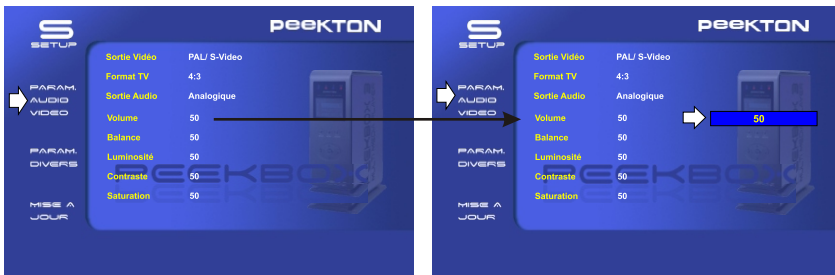 PEEKTON
S
SETUP
Sortie Vidéo PAL/ S-Video
Format TV 4:3
PARAM.
AUDIO
VIDEO
Sortie Audio Analogique
Volume 50
Balance 50
PARAM.
DIVERS
Luminosité 50
Contraste 50
Saturation 50
MISE A
JOUR
PEEKBOX
PEEKTON
S
SETUP
Sortie Vidéo PAL/ S-Video
Format TV 4:3
PARAM.
AUDIO
VIDEO
Sortie Audio Analogique
Volume 50
50
Balance 50
PARAM.
DIVERS
Luminosité 50
Contraste 50
Saturation 50
MISE A
JOUR
PEEKBOX